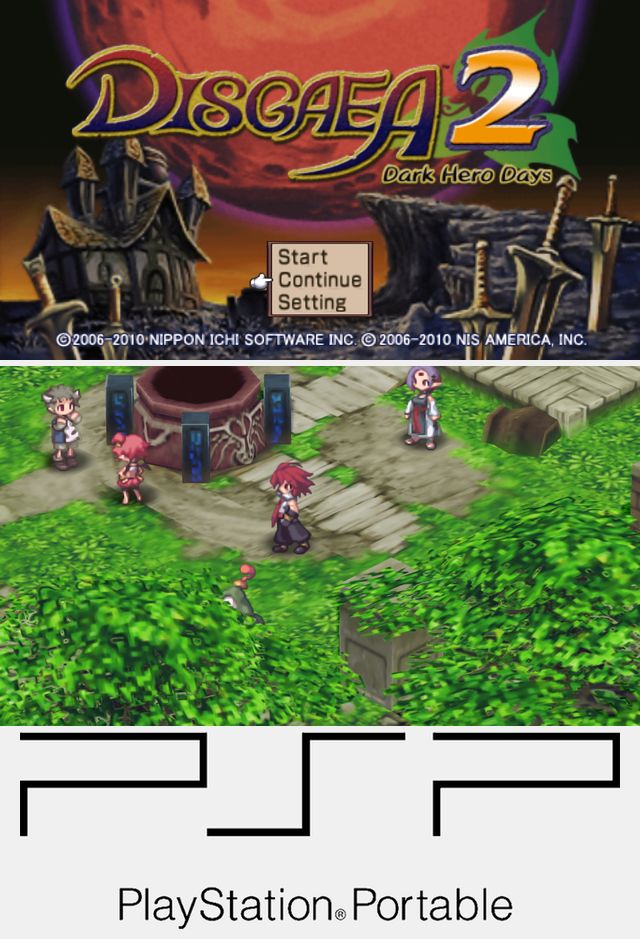 DISGAEA 2
Dark Hero Days
Start
Continue
Setting
©2006-2010 NIPPON ICHI SOFTWARE INC. ©2006-2010 NIS AMERICA, INC.
PSP
PlayStation®Portable